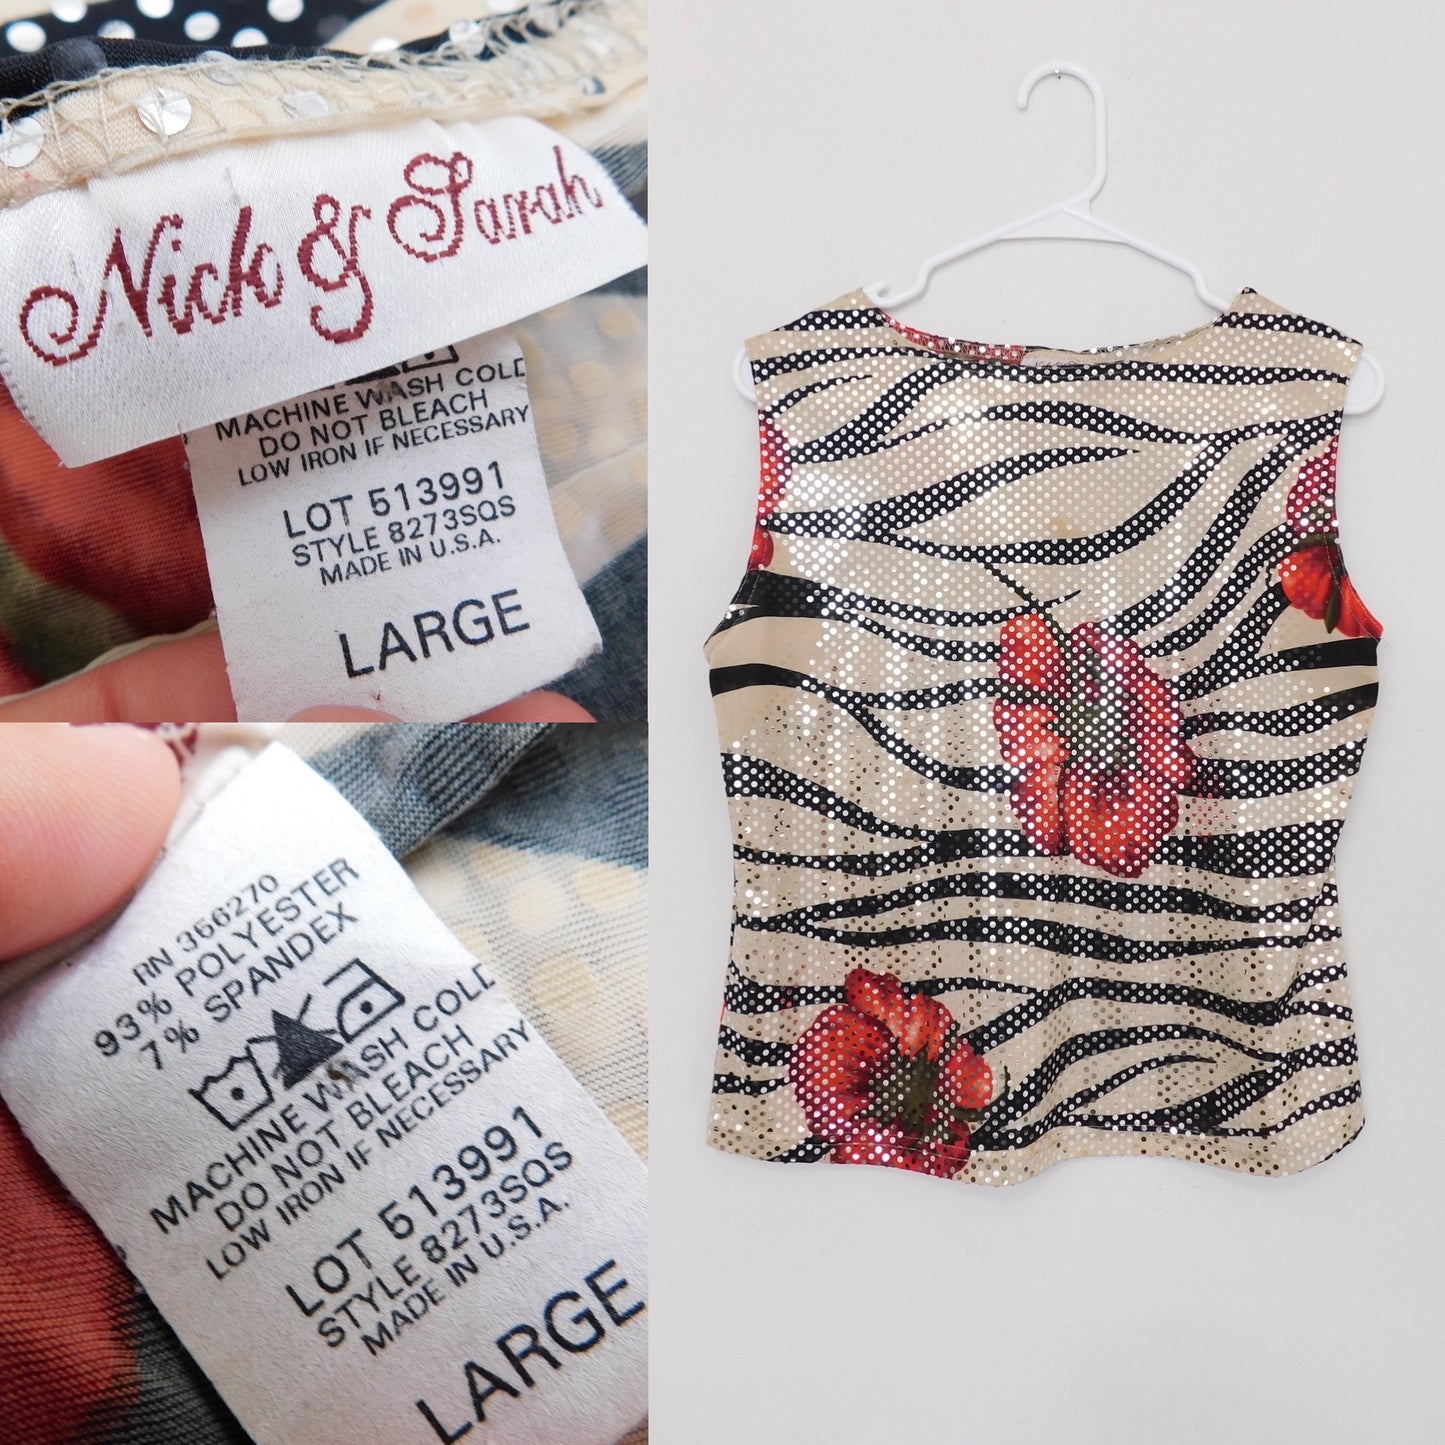 Nick & Sarah
MACHINE WASH COLD
DO NOT BLEACH
LOW IRON IF NECESSARY
LOT 513991
STYLE 8273SQS
MADE IN U.S.A.
LARGE
RN 366270
93% POLYESTER
7% SPANDEX
MACHINE WASH COLD
DO NOT BLEACH
LOW IRON IF NECESSARY
LOT 513991
STYLE 8273SQS
MADE IN U.S.A.
LARGE